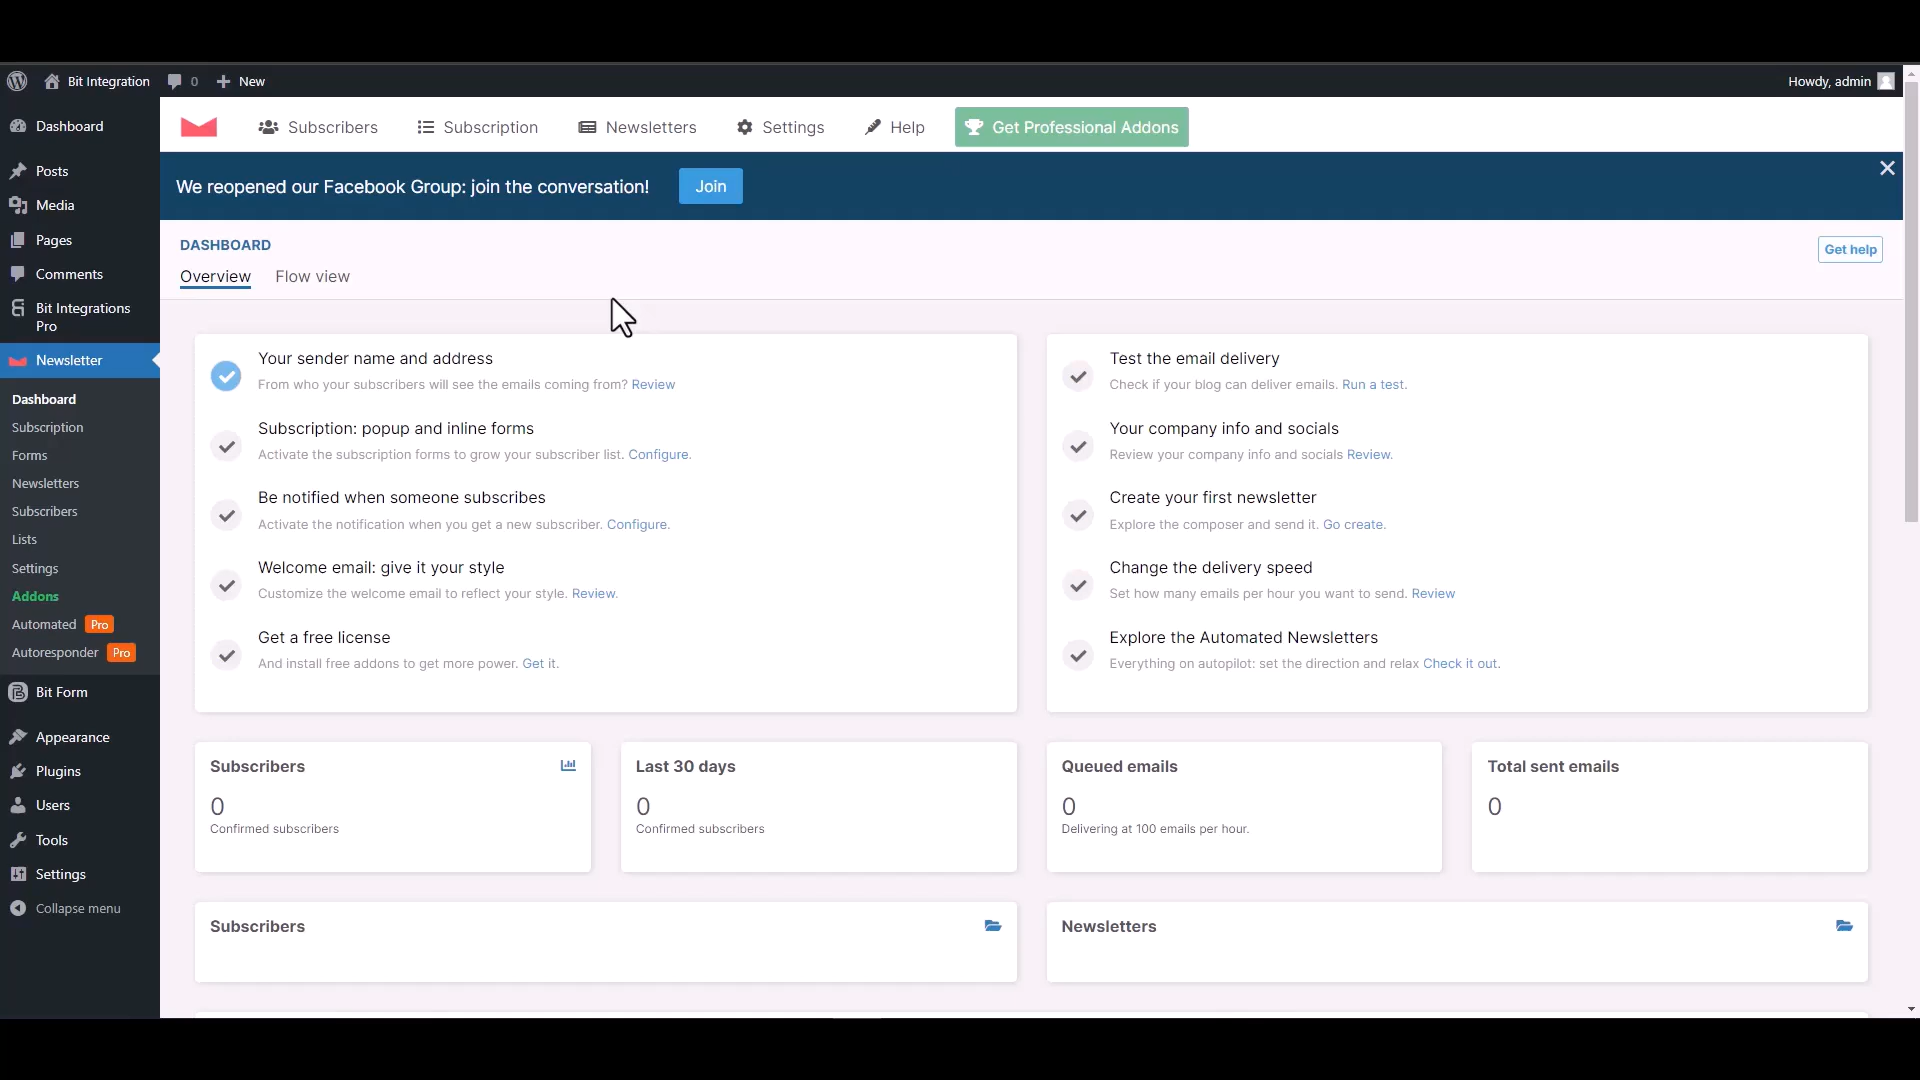 Bit Integration
0
New
Howdy, admin
Dashboard
Posts
Media
Pages
Comments
Bit Integrations
Pro
Newsletter
Dashboard
Subscription
Forms
Newsletters
Subscribers
Lists
Settings
Addons
Automated Pro
Autoresponder Pro
Bit Form
Appearance
Plugins
Users
Tools
Settings
Collapse menu
Subscribers
Subscription
Newsletters
Settings
Help
Get Professional Addons
We reopened our Facebook Group: join the conversation!
Join
DASHBOARD
Get help
Overview
Flow view
Your sender name and address
From who your subscribers will see the emails coming from? Review
Subscription: popup and inline forms
Activate the subscription forms to grow your subscriber list. Configure.
Be notified when someone subscribes
Activate the notification when you get a new subscriber. Configure.
Welcome email: give it your style
Customize the welcome email to reflect your style. Review.
Get a free license
And install free addons to get more power. Get it.
Test the email delivery
Check if your blog can deliver emails. Run a test.
Your company info and socials
Review your company info and socials Review.
Create your first newsletter
Explore the composer and send it. Go create.
Change the delivery speed
Set how many emails per hour you want to send. Review
Explore the Automated Newsletters
Everything on autopilot: set the direction and relax Check it out.
Subscribers
0
Confirmed subscribers
Last 30 days
0
Confirmed subscribers
Queued emails
0
Delivering at 100 emails per hour.
Total sent emails
0
Subscribers
Newsletters